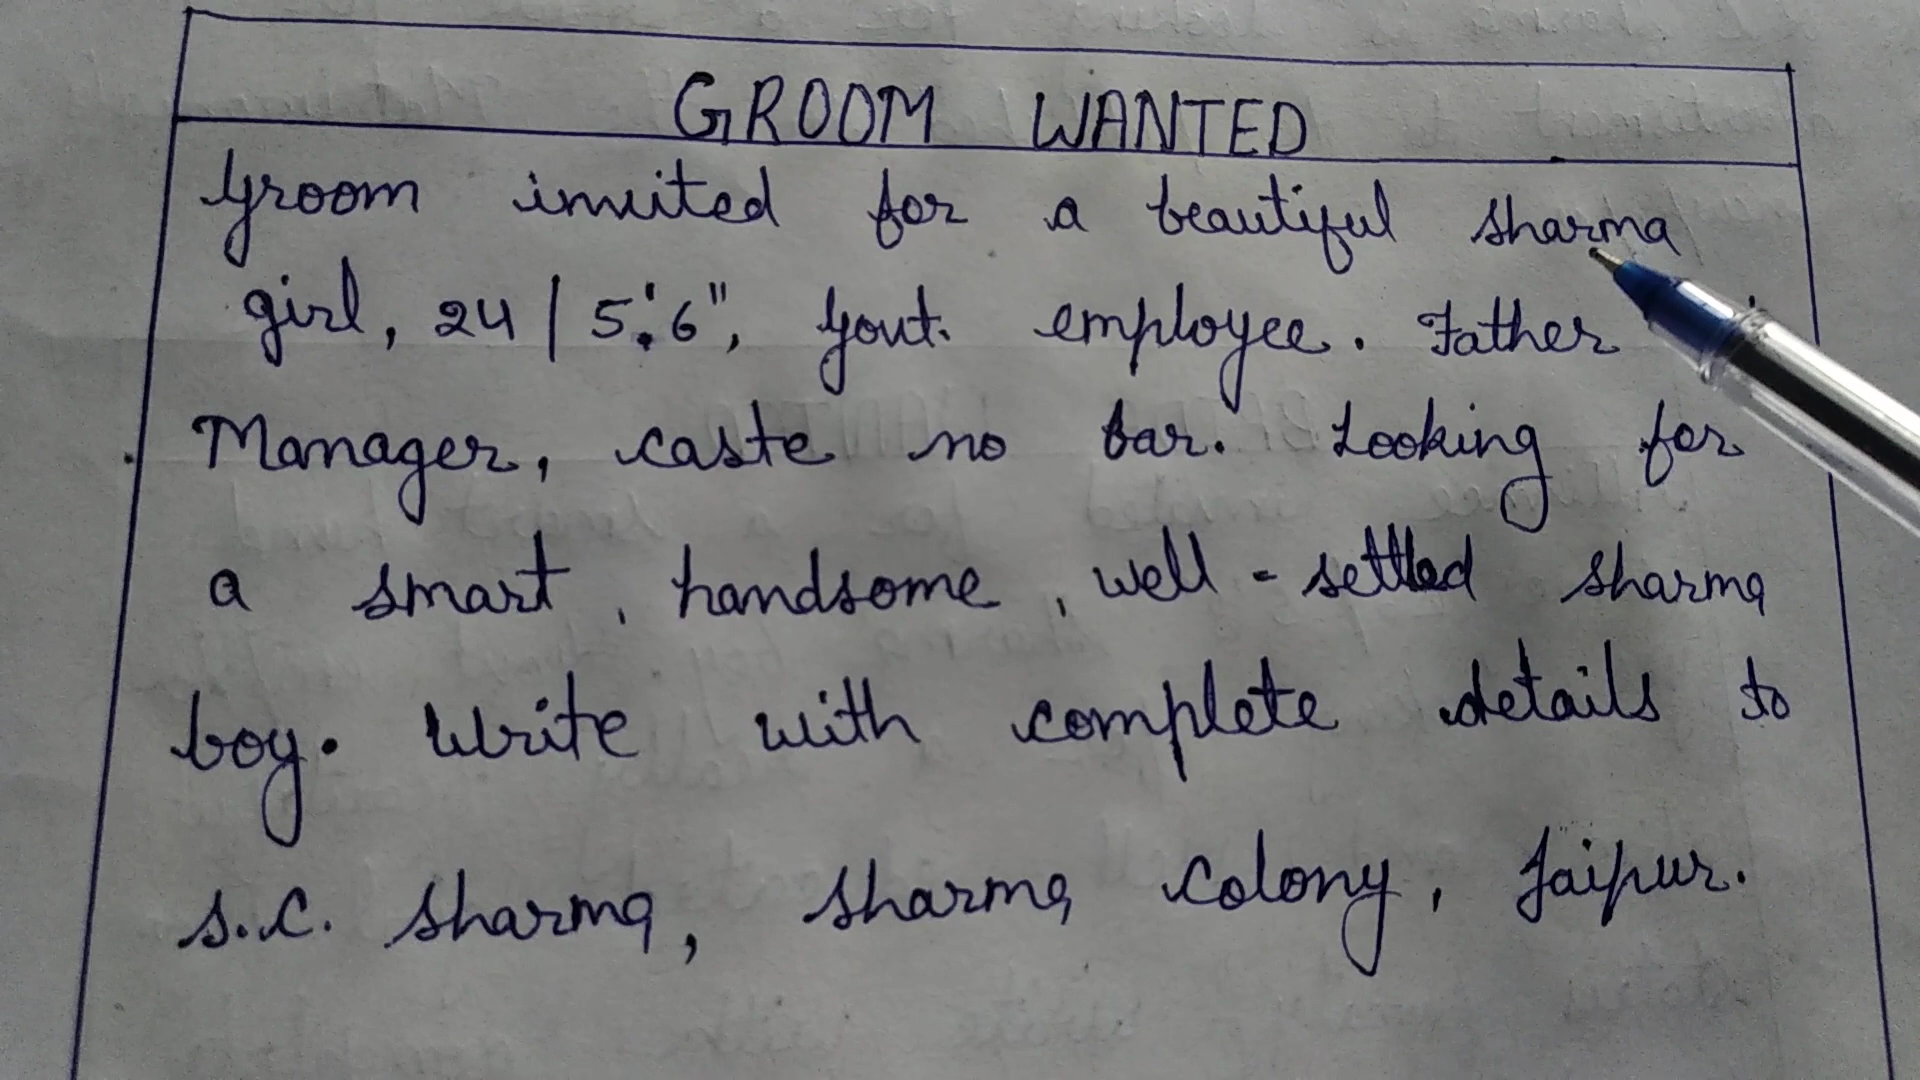 GROOM WANTED
Groom invited for a beautiful Sharma
girl, 24 | 5':6", Govt. employee. Father
Manager, caste no bar. Looking for
a smart, handsome, well-settled Sharma
boy. Write with complete details to
S.C. Sharma, Sharma Colony, Jaipur.